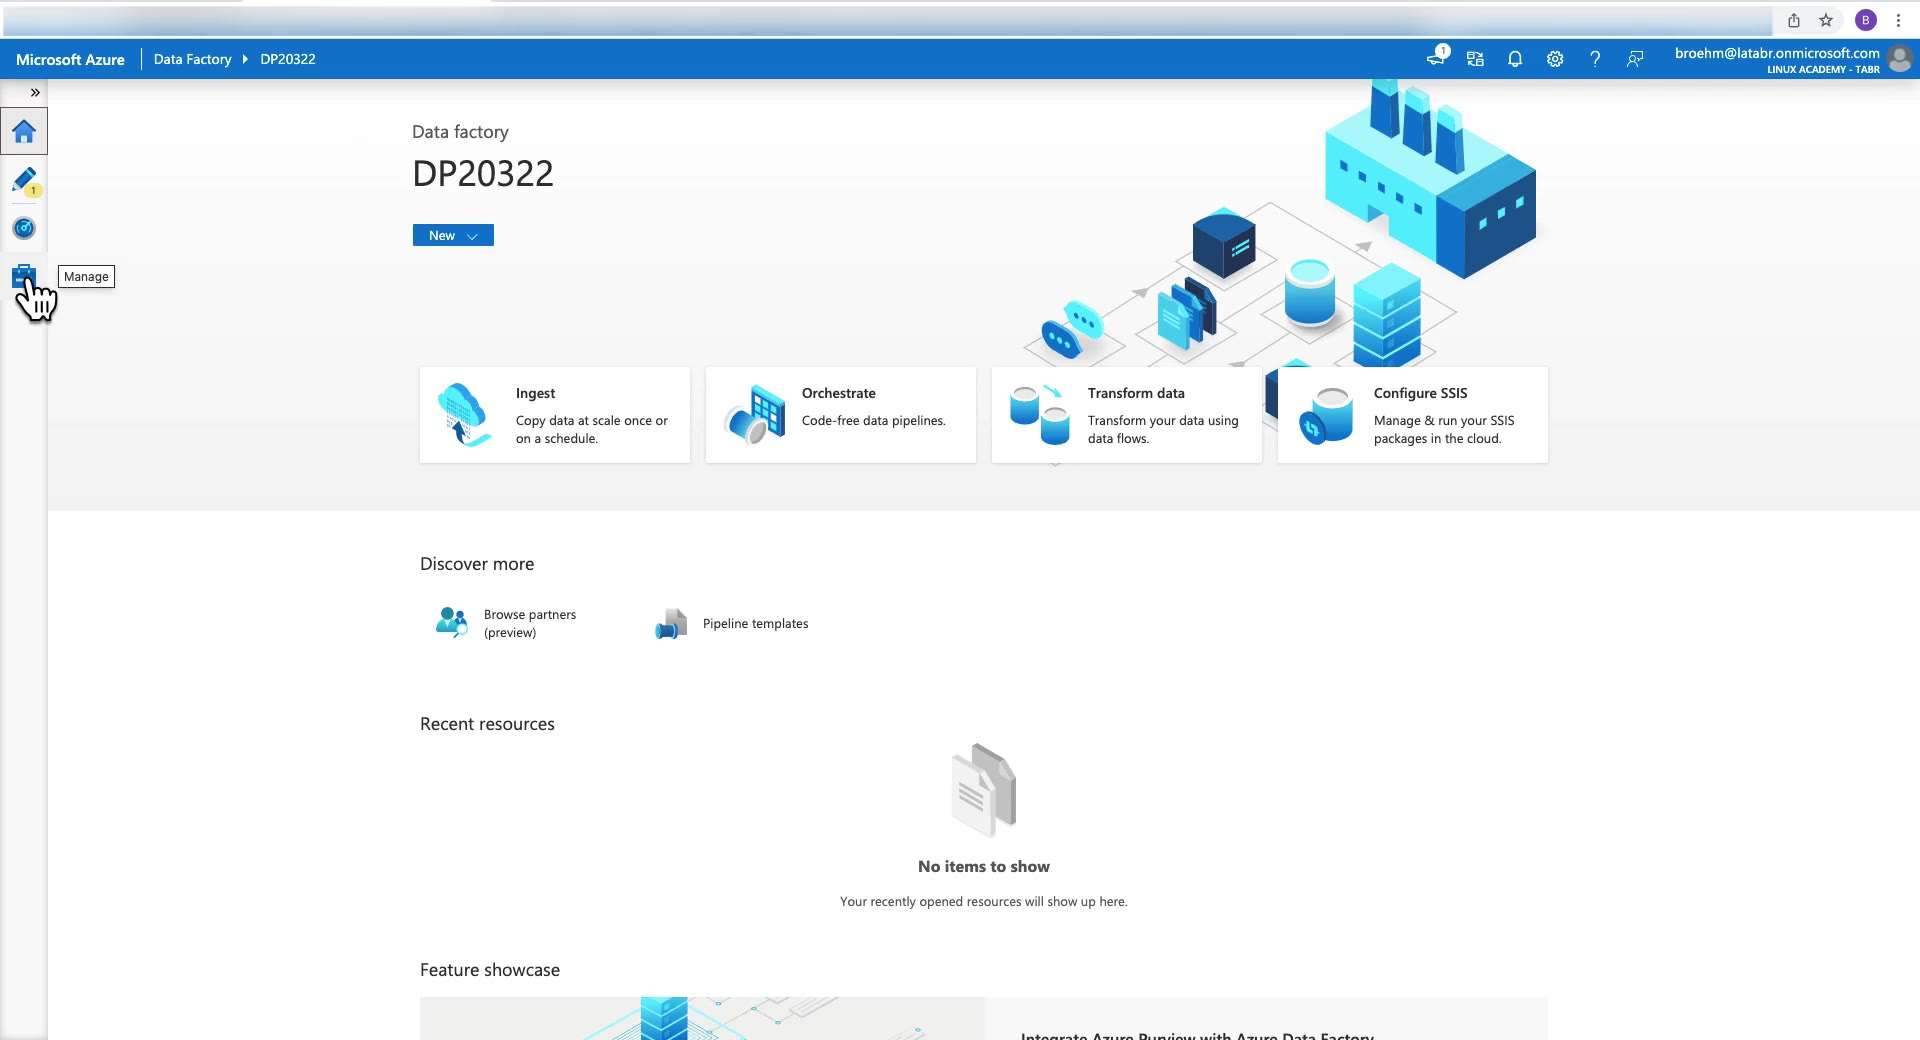 B
Microsoft Azure
Data Factory
DP20322
1
?
broehm@latabr.onmicrosoft.com
LINUX ACADEMY - TABR
»
Data factory
DP20322
New
1
Manage
Ingest
Copy data at scale once or
on a schedule.
Orchestrate
Code-free data pipelines.
Transform data
Transform your data using
data flows.
Configure SSIS
Manage & run your SSIS
packages in the cloud.
Discover more
Browse partners
(preview)
Pipeline templates
Recent resources
No items to show
Your recently opened resources will show up here.
Feature showcase
Integrate Azure Purview with Azure Data Factory